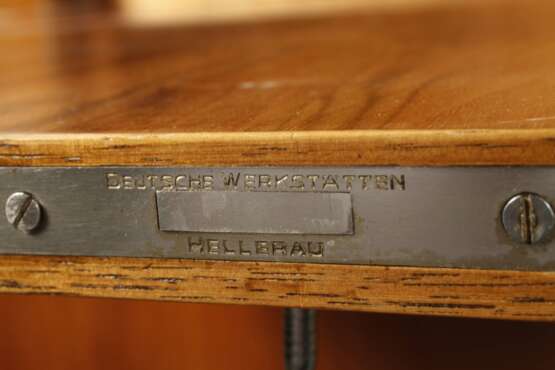 DEUTSCHE WERKSTÄTTEN
HELLERAU